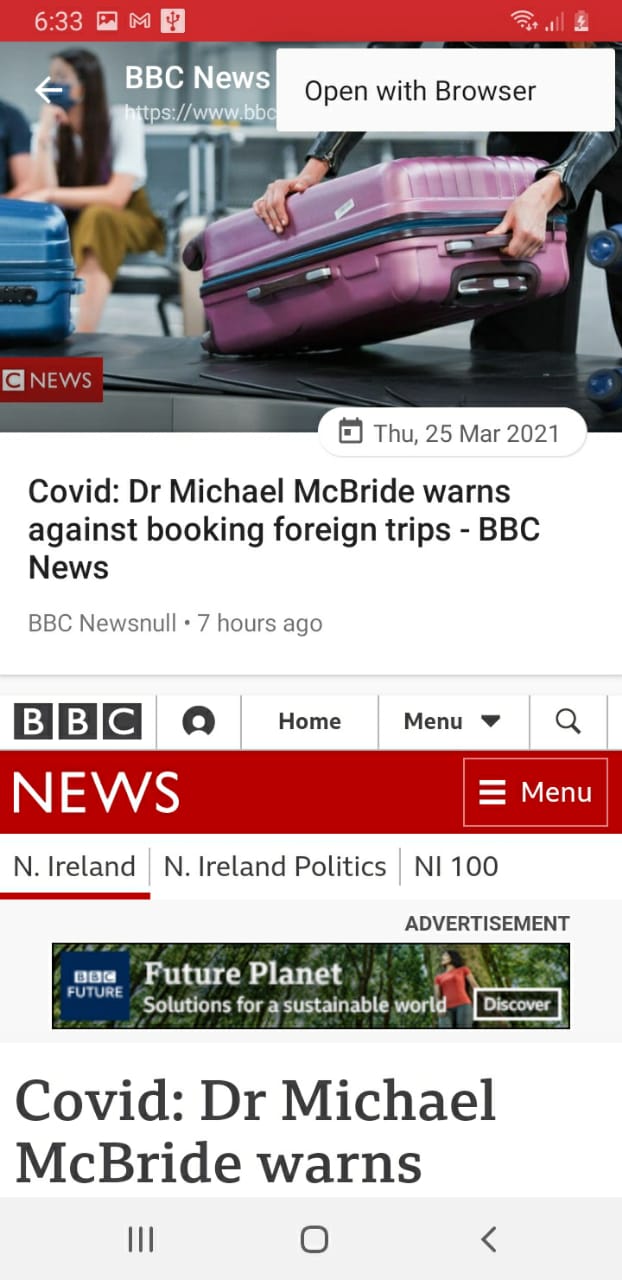 6:33
BBC News
Open with Browser
https://www.bbc
C NEWS
Thu, 25 Mar 2021
Covid: Dr Michael McBride warns
against booking foreign trips - BBC
News
BBC Newsnull • 7 hours ago
BBC Home Menu
NEWS Menu
N. Ireland N. Ireland Politics NI 100
ADVERTISEMENT
BBC
FUTURE
Future Planet
Solutions for a sustainable world
Discover
Covid: Dr Michael
McBride warns